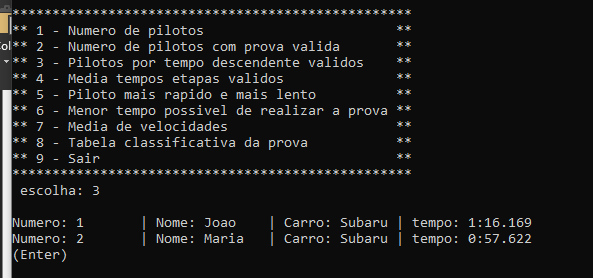 **************************************************
** 1 - Numero de pilotos                        **
** 2 - Numero de pilotos com prova valida       **
** 3 - Pilotos por tempo descendente validos    **
** 4 - Media tempos etapas validos              **
** 5 - Piloto mais rapido e mais lento          **
** 6 - Menor tempo possivel de realizar a prova **
** 7 - Media de velocidades                     **
** 8 - Tabela classificativa da prova           **
** 9 - Sair                                     **
**************************************************
 escolha: 3
Numero: 1       | Nome: Joao    | Carro: Subaru | tempo: 1:16.169
Numero: 2       | Nome: Maria   | Carro: Subaru | tempo: 0:57.622
(Enter)